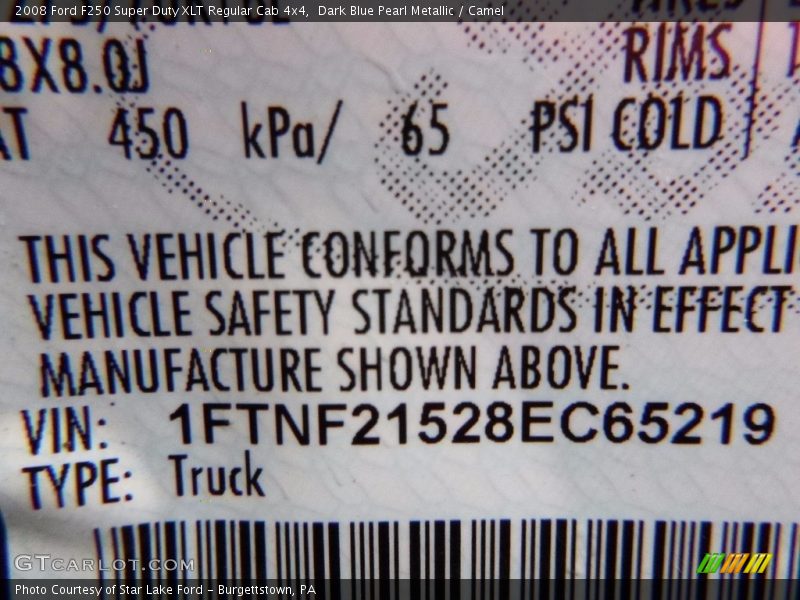 2008 Ford F250 Super Duty XLT Regular Cab 4x4, Dark Blue Pearl Metallic / Camel
RIMS
8X8.0J
AT 450 kPa/ 65 PSI COLD
THIS VEHICLE CONFORMS TO ALL APPLI
VEHICLE SAFETY STANDARDS IN EFFECT
MANUFACTURE SHOWN ABOVE.
VIN: 1FTNF21528EC65219
TYPE: Truck
GTCARLOT.COM
Photo Courtesy of Star Lake Ford - Burgettstown, PA